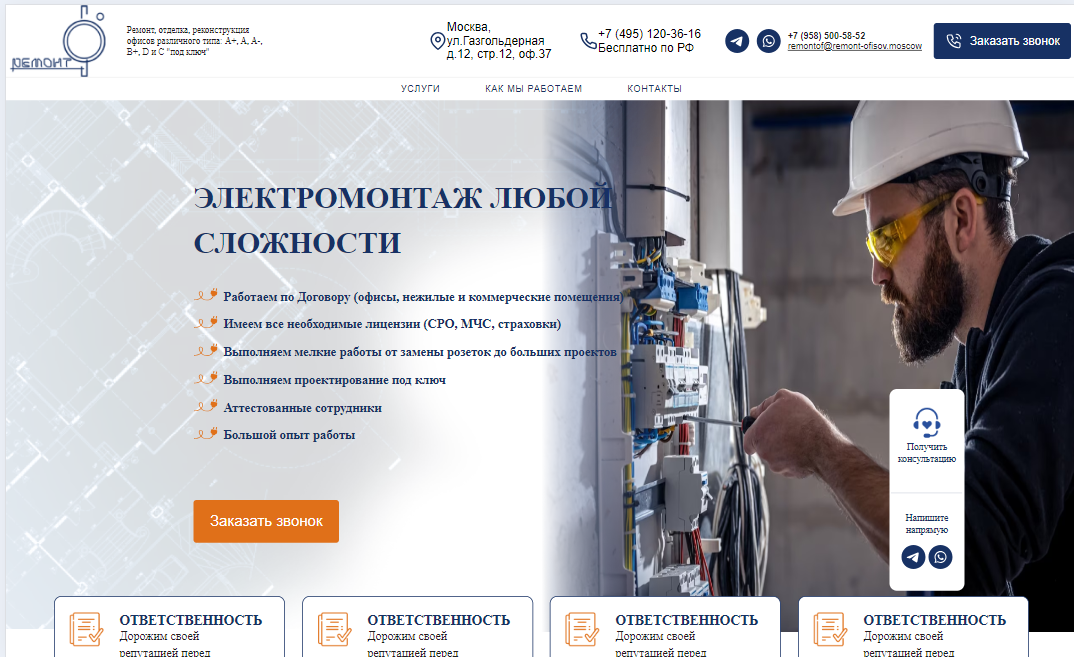 РЕМОНТ
Ремонт, отделка, реконструкция
офисов различного типа: А+, А, А-,
В+, D и С "под ключ"
Москва,
ул.Газгольдерная
д.12, стр.12, оф.37
+7 (495) 120-36-16
Бесплатно по РФ
+7 (958) 500-58-52
remontof@remont-ofisov.moscow
Заказать звонок
УСЛУГИ
КАК МЫ РАБОТАЕМ
КОНТАКТЫ
ЭЛЕКТРОМОНТАЖ ЛЮБОЙ
СЛОЖНОСТИ
Работаем по Договору (офисы, нежилые и коммерческие помещения)
Имеем все необходимые лицензии (СРО, МЧС, страховки)
Выполняем мелкие работы от замены розеток до больших проектов
Выполняем проектирование под ключ
Аттестованные сотрудники
Большой опыт работы
Заказать звонок
Получить
консультацию
Напишите
напрямую
ОТВЕТСТВЕННОСТЬ
Дорожим своей
репутацией перед
ОТВЕТСТВЕННОСТЬ
Дорожим своей
репутацией перед
ОТВЕТСТВЕННОСТЬ
Дорожим своей
репутацией перед
ОТВЕТСТВЕННОСТЬ
Дорожим своей
репутацией перед